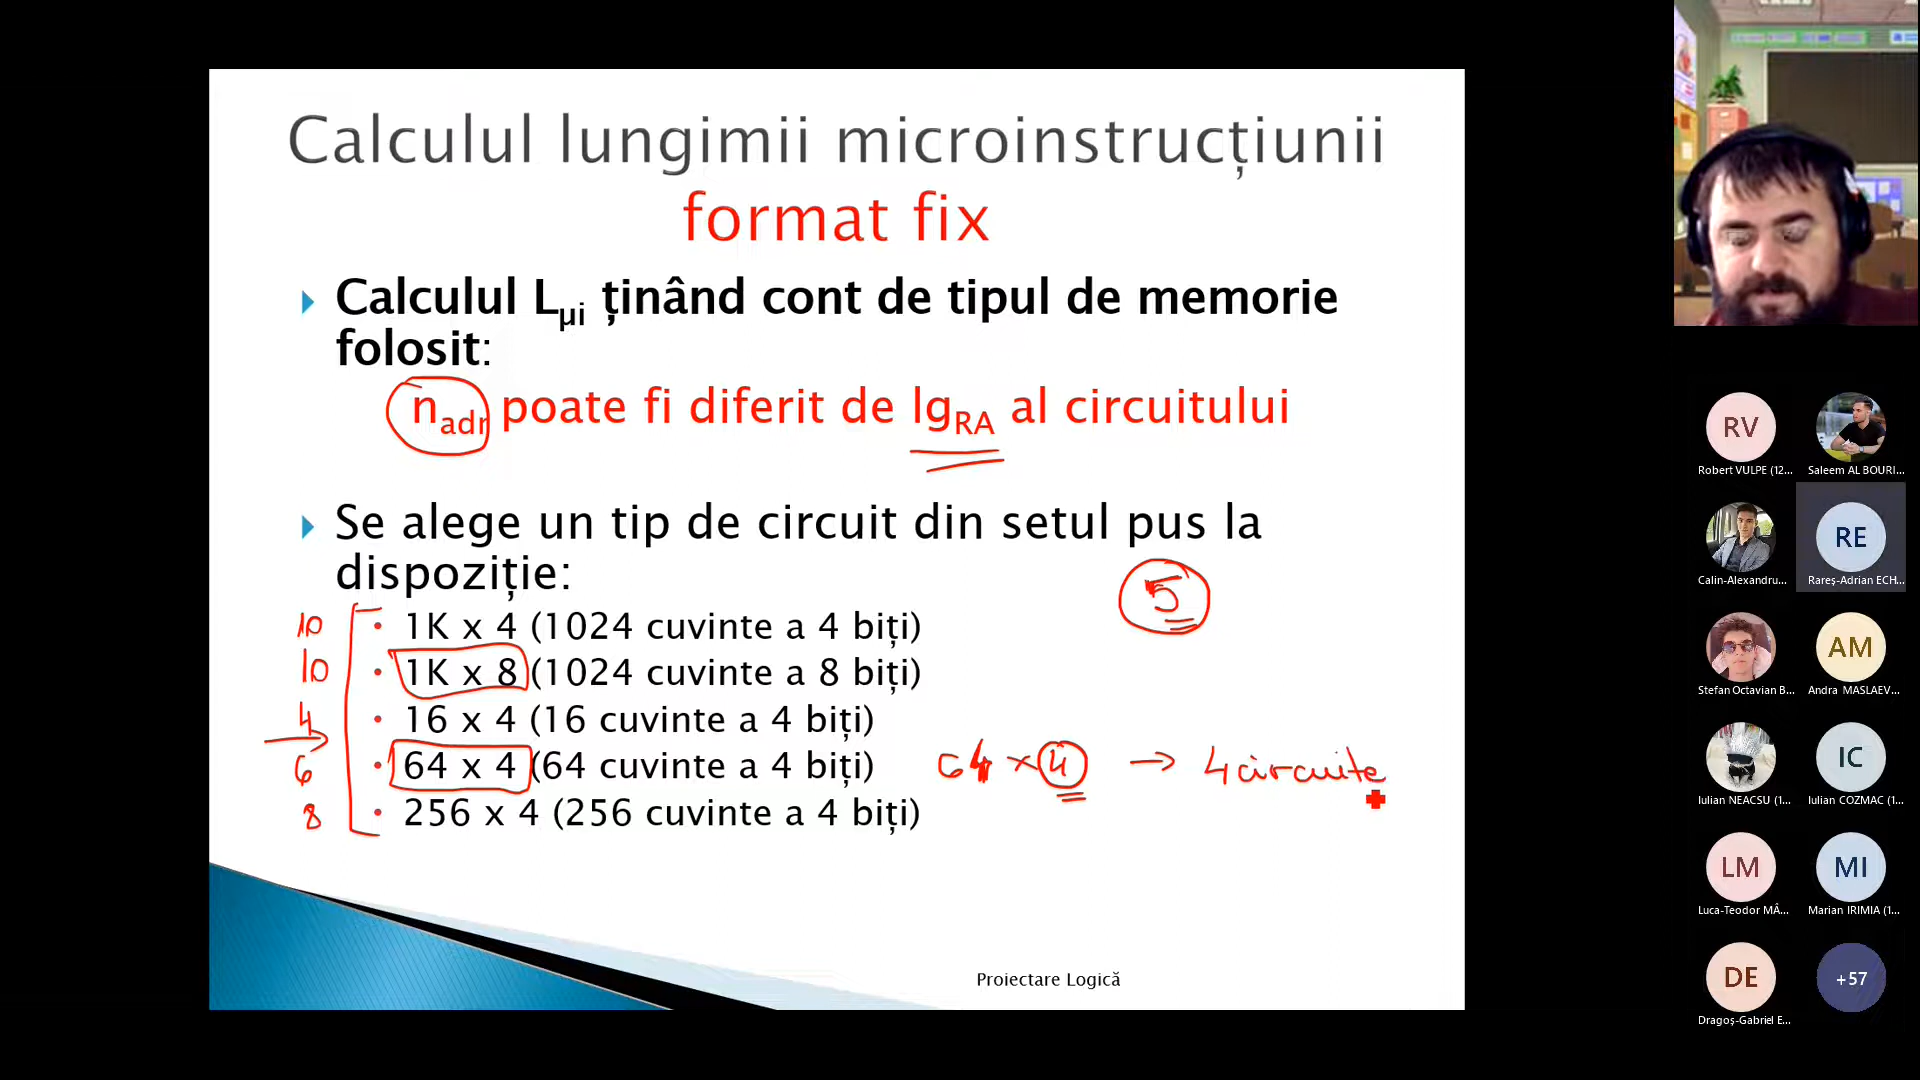 Calculul lungimii microinstrucțiunii
format fix
Calculul Lμi ținând cont de tipul de memorie
folosit:
nadr poate fi diferit de lgRA al circuitului
Se alege un tip de circuit din setul pus la
dispoziție:
5
10 • 1K x 4 (1024 cuvinte a 4 biți)
10 • 1K x 8 (1024 cuvinte a 8 biți)
4 • 16 x 4 (16 cuvinte a 4 biți)
6 • 64 x 4 (64 cuvinte a 4 biți) 64 x 4 → 4 circuite
8 • 256 x 4 (256 cuvinte a 4 biți)
Proiectare Logică
RV
Robert VULPE (12...
Saleem AL BOURI...
Calin-Alexandru...
RE
Rareș-Adrian ECH...
Stefan Octavian B...
AM
Andra MASLAEV...
Iulian NEACSU (1...
IC
Iulian COZMAC (1...
LM
Luca-Teodor MÂ...
MI
Marian IRIMIA (1...
DE
Dragoș-Gabriel E...
+57